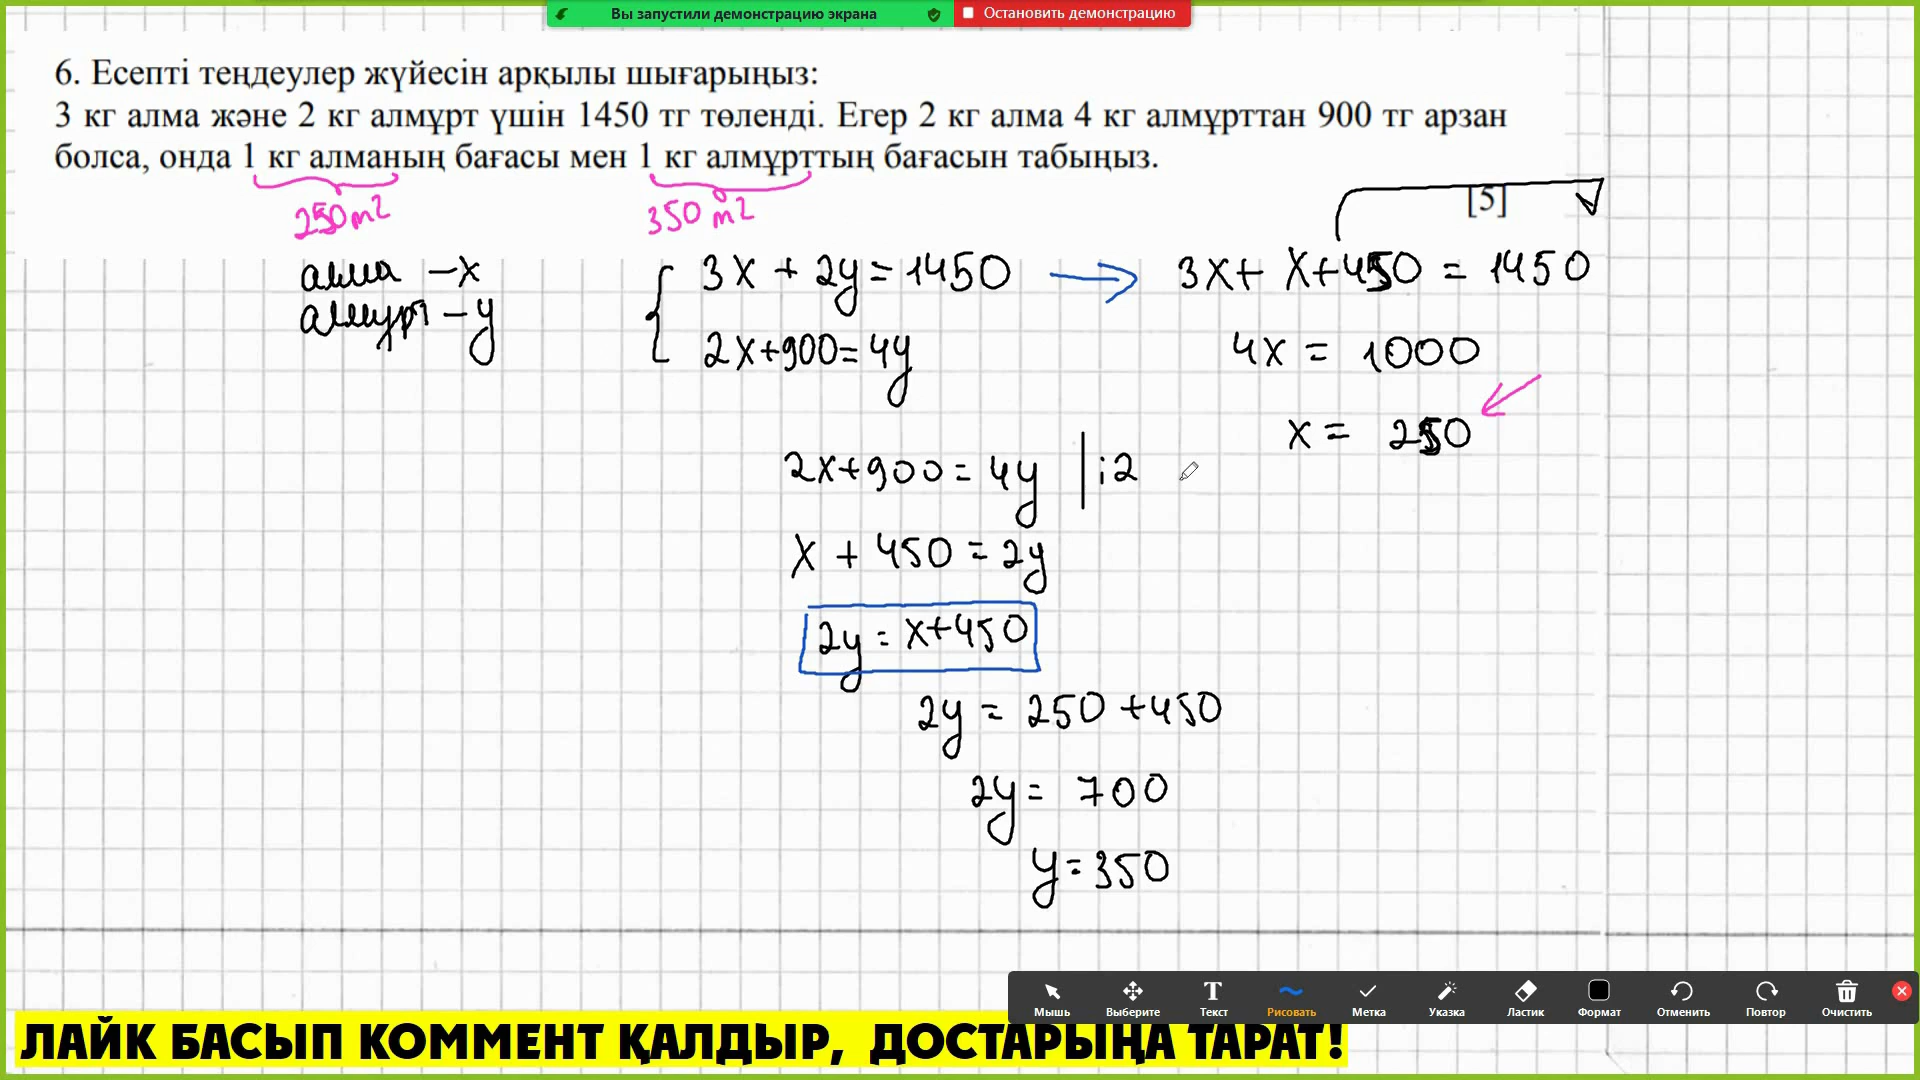 Вы запустили демонстрацию экрана
Остановить демонстрацию
6. Есепті теңдеулер жүйесін арқылы шығарыңыз:
3 кг алма және 2 кг алмұрт үшін 1450 тг төленді. Егер 2 кг алма 4 кг алмұрттан 900 тг арзан
болса, онда 1 кг алманың бағасы мен 1 кг алмұрттың бағасын табыңыз.
[5]
250 тг
350 тг
алма – x
алмұрт – y
3x + 2y = 1450
2x+900=4y
3x + x+450 = 1450
4x = 1000
x = 250
2x+900=4y | :2
x + 450 = 2y
2y = x+450
2y = 250 +450
2y = 700
y = 350
Мышь
Выберите
Текст
Рисовать
Метка
Указка
Ластик
Формат
Отменить
Повтор
Очистить
ЛАЙК БАСЫП КОММЕНТ ҚАЛДЫР, ДОСТАРЫҢА ТАРАТ!